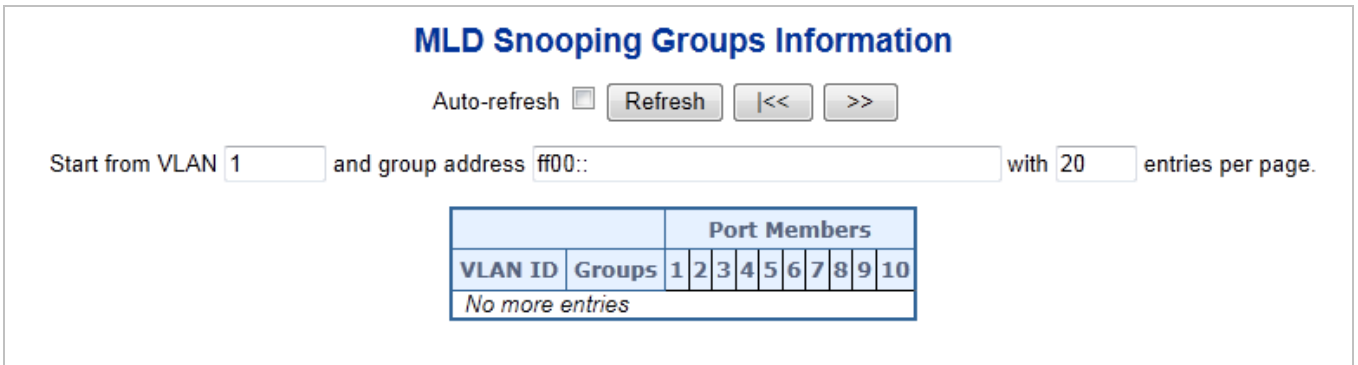 MLD Snooping Groups Information
Auto-refresh Refresh |<< >>
Start from VLAN 1 and group address ff00:: with 20 entries per page.
Port Members
VLAN ID Groups 1 2 3 4 5 6 7 8 9 10
No more entries